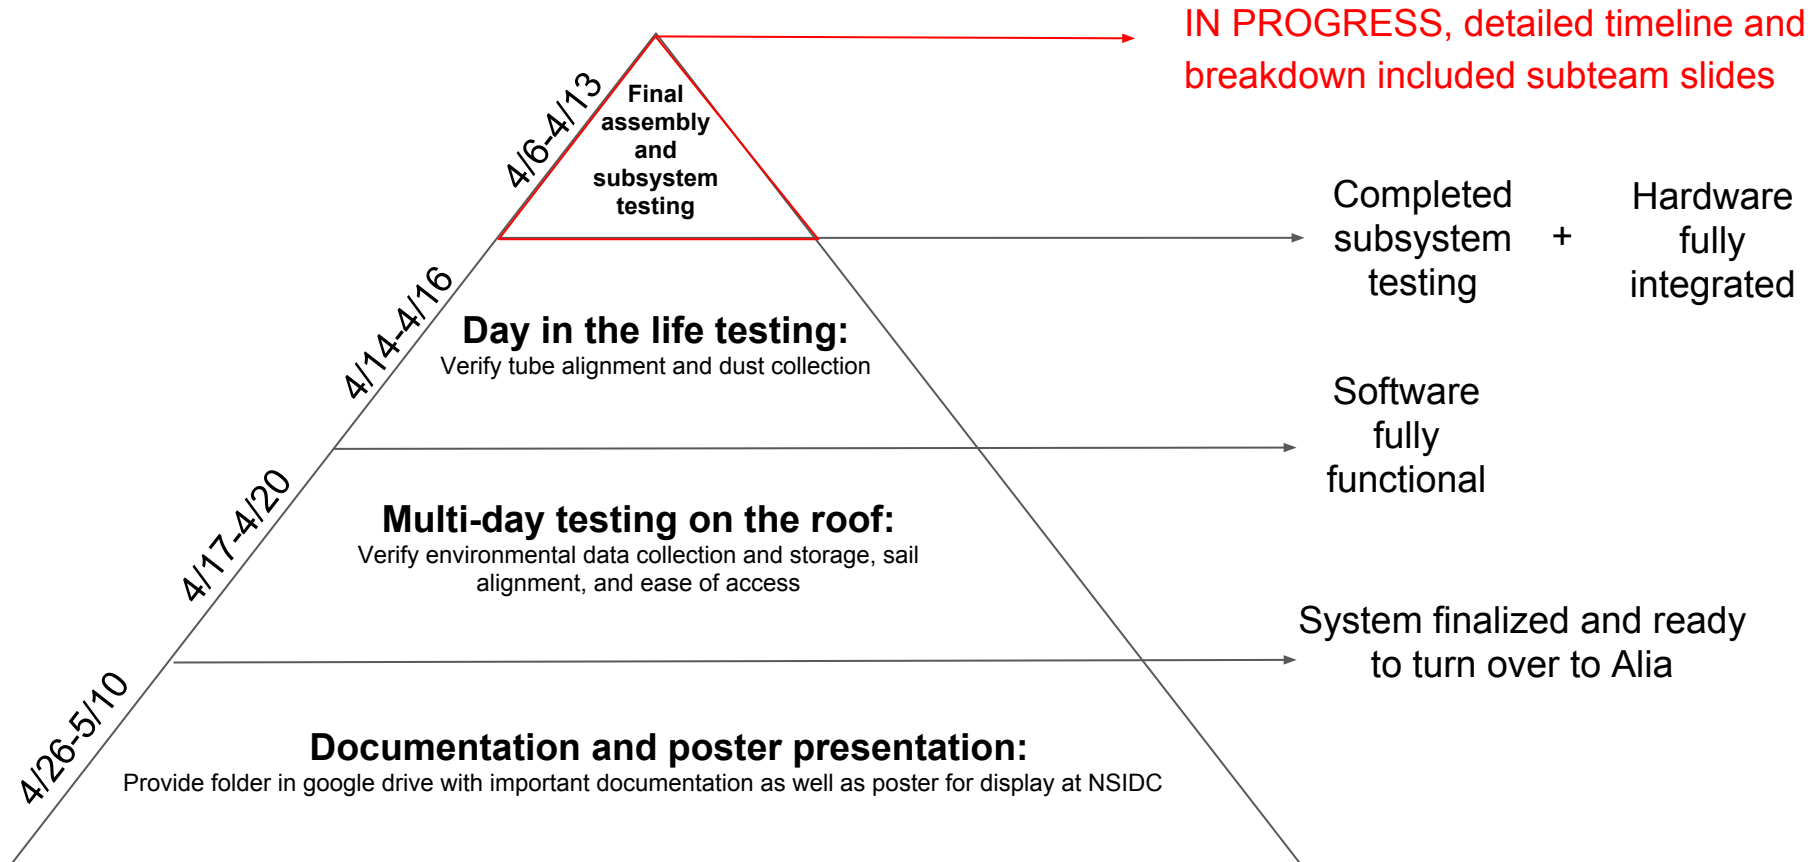 IN PROGRESS, detailed timeline and
breakdown included subteam slides
4/6-4/13
Final
assembly
and
subsystem
testing
Completed
subsystem
testing
+
Hardware
fully
integrated
4/14-4/16
Day in the life testing:
Verify tube alignment and dust collection
Software
fully
functional
4/17-4/20
Multi-day testing on the roof:
Verify environmental data collection and storage, sail
alignment, and ease of access
System finalized and ready
to turn over to Alia
4/26-5/10
Documentation and poster presentation:
Provide folder in google drive with important documentation as well as poster for display at NSIDC